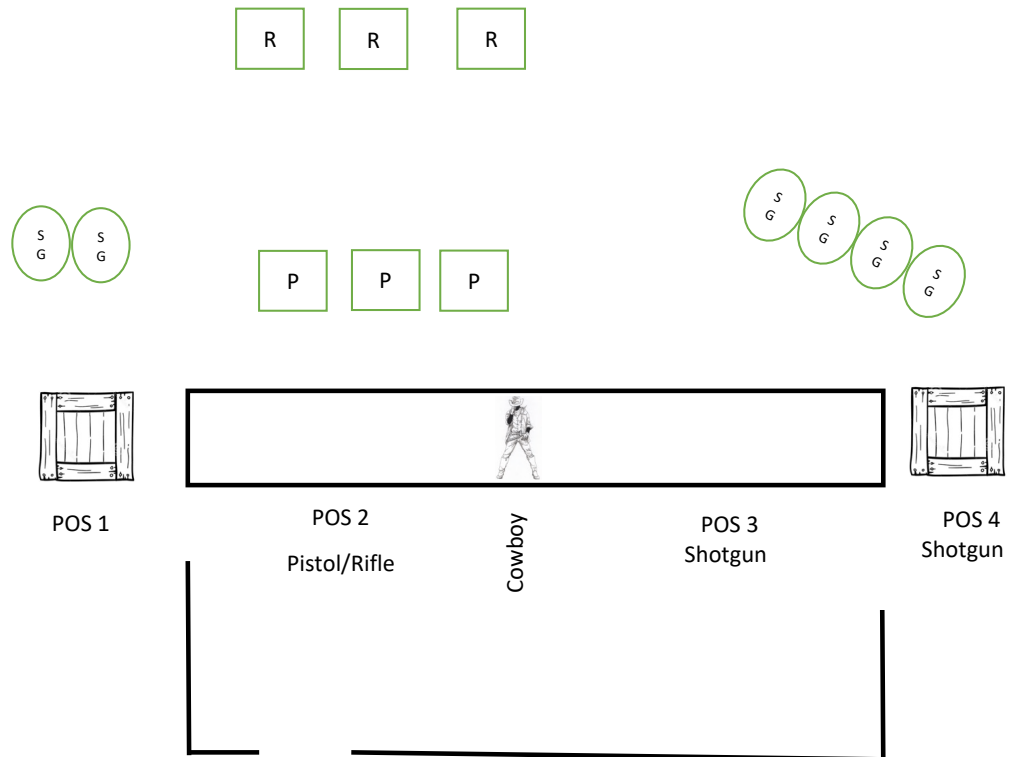 R R R
S
G
S
G
S
G
S
G
S
G
S
G
P P P
POS 1
POS 2
Pistol/Rifle
Cowboy
POS 3
Shotgun
POS 4
Shotgun